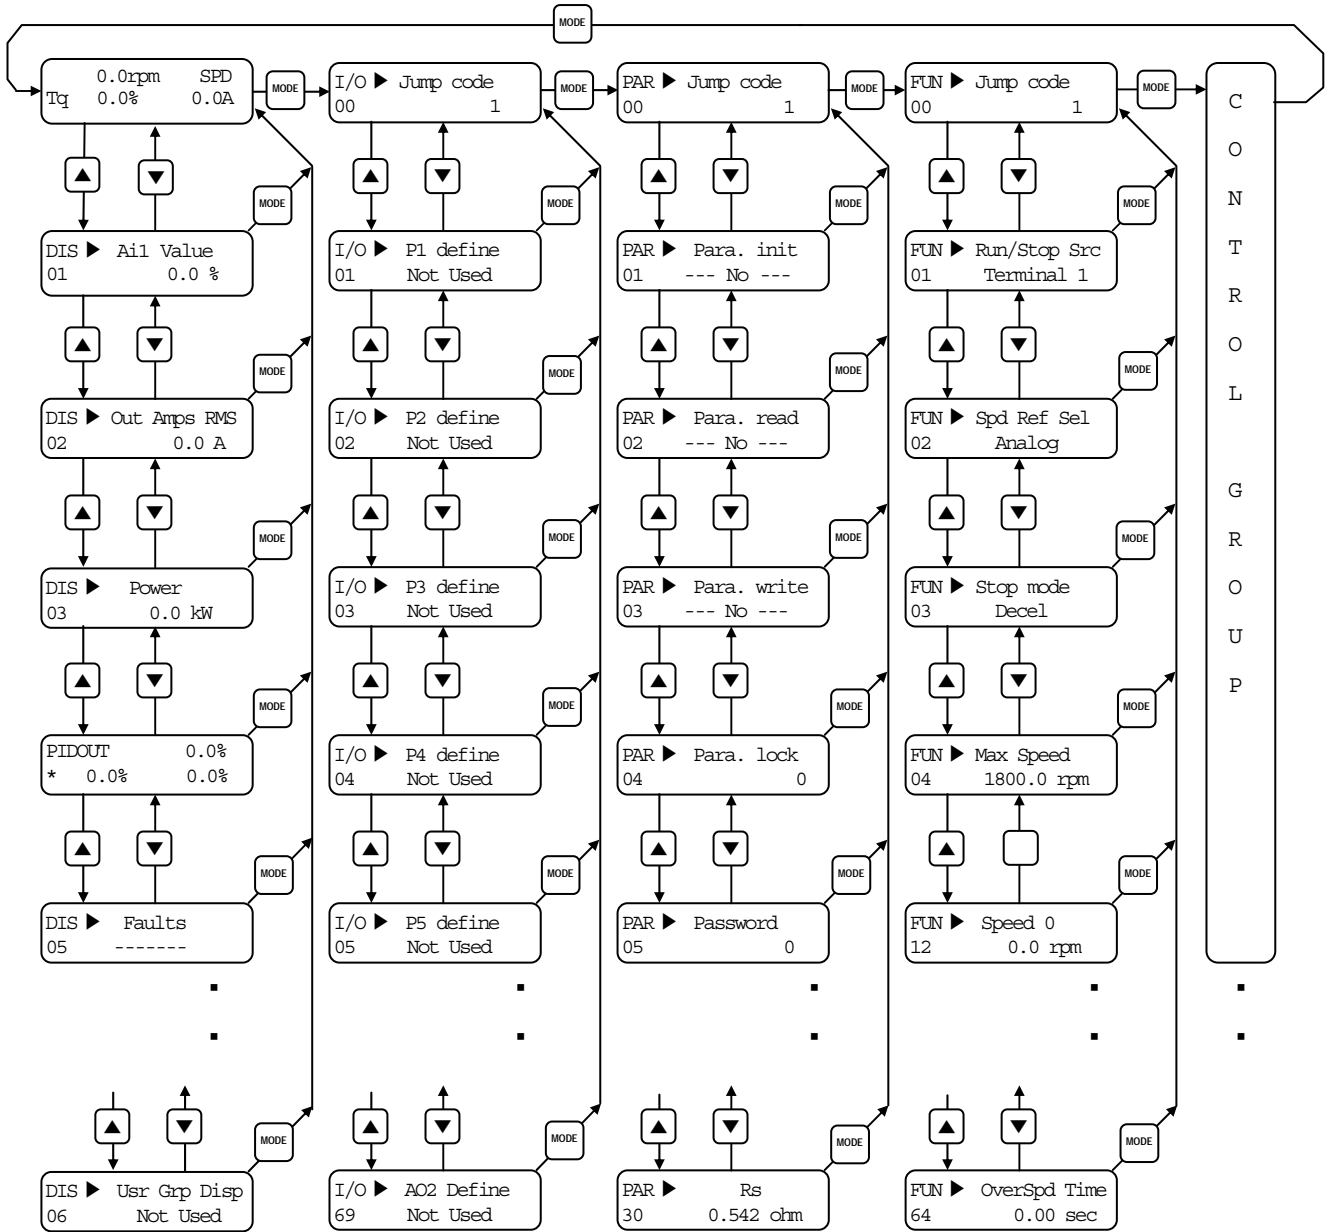 MODE
0.0rpm SPD
Tq 0.0% 0.0A
MODE
I/O ▶ Jump code
00 1
MODE
PAR ▶ Jump code
00 1
MODE
FUN ▶ Jump code
00 1
MODE
▲ ▼
MODE
▲ ▼
MODE
▲ ▼
MODE
▲ ▼
MODE
DIS ▶ Ai1 Value
01 0.0 %
I/O ▶ P1 define
01 Not Used
PAR ▶ Para. init
01 --- No ---
FUN ▶ Run/Stop Src
01 Terminal 1
▲ ▼
MODE
▲ ▼
MODE
▲ ▼
MODE
▲ ▼
MODE
DIS ▶ Out Amps RMS
02 0.0 A
I/O ▶ P2 define
02 Not Used
PAR ▶ Para. read
02 --- No ---
FUN ▶ Spd Ref Sel
02 Analog
▲ ▼
MODE
▲ ▼
MODE
▲ ▼
MODE
▲ ▼
MODE
DIS ▶ Power
03 0.0 kW
I/O ▶ P3 define
03 Not Used
PAR ▶ Para. write
03 --- No ---
FUN ▶ Stop mode
03 Decel
▲ ▼
MODE
▲ ▼
MODE
▲ ▼
MODE
▲ ▼
MODE
PIDOUT 0.0%
* 0.0% 0.0%
I/O ▶ P4 define
04 Not Used
PAR ▶ Para. lock
04 0
FUN ▶ Max Speed
04 1800.0 rpm
▲ ▼
MODE
▲ ▼
MODE
▲ ▼
MODE
▲
MODE
DIS ▶ Faults
05 -------
I/O ▶ P5 define
05 Not Used
PAR ▶ Password
05 0
FUN ▶ Speed 0
12 0.0 rpm
▲ ▼
MODE
▲ ▼
MODE
▲ ▼
MODE
▲ ▼
MODE
DIS ▶ Usr Grp Disp
06 Not Used
I/O ▶ AO2 Define
69 Not Used
PAR ▶ Rs
30 0.542 ohm
FUN ▶ OverSpd Time
64 0.00 sec
CONTROL GROUP